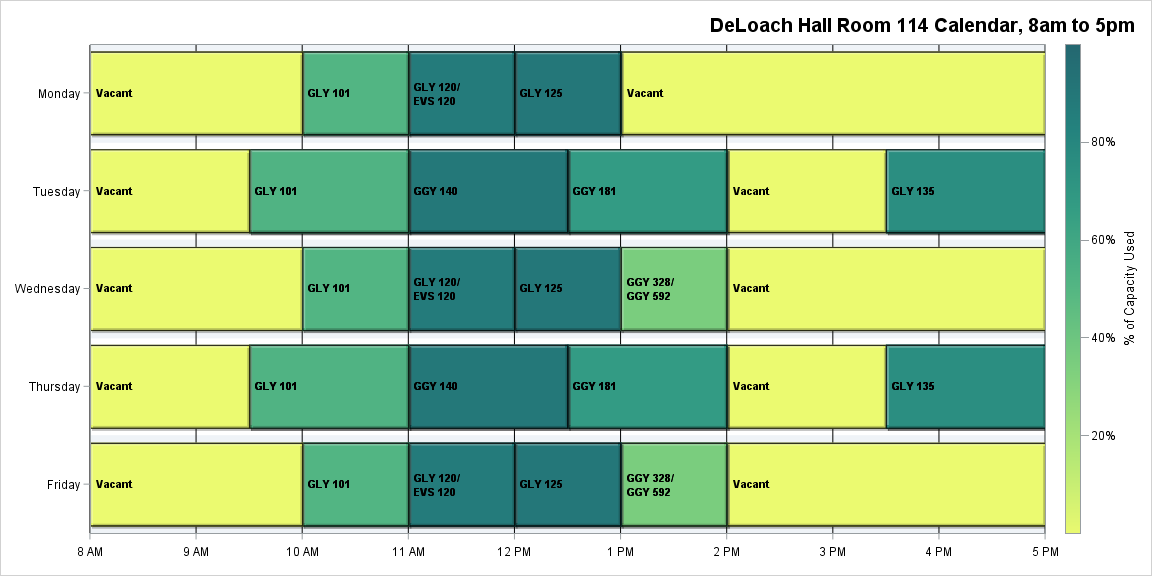 DeLoach Hall Room 114 Calendar, 8am to 5pm
Monday
Vacant
GLY 101
GLY 120/
EVS 120
GLY 125
Vacant
Tuesday
Vacant
GLY 101
GGY 140
GGY 181
Vacant
GLY 135
Wednesday
Vacant
GLY 101
GLY 120/
EVS 120
GLY 125
GGY 328/
GGY 592
Vacant
Thursday
Vacant
GLY 101
GGY 140
GGY 181
Vacant
GLY 135
Friday
Vacant
GLY 101
GLY 120/
EVS 120
GLY 125
GGY 328/
GGY 592
Vacant
8 AM
9 AM
10 AM
11 AM
12 PM
1 PM
2 PM
3 PM
4 PM
5 PM
80%
60%
40%
20%
% of Capacity Used